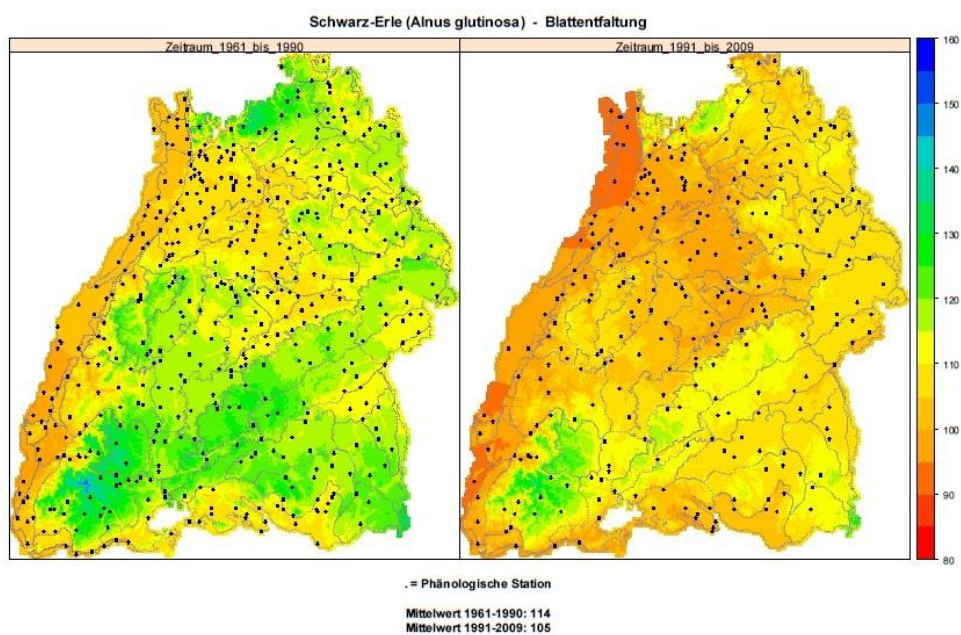 Schwarz-Erle (Alnus glutinosa) - Blattentfaltung
Zeitraum_1961_bis_1990
Zeitraum_1991_bis_2009
160
150
140
130
120
110
100
90
80
. = Phänologische Station
Mittelwert 1961-1990: 114
Mittelwert 1991-2009: 105